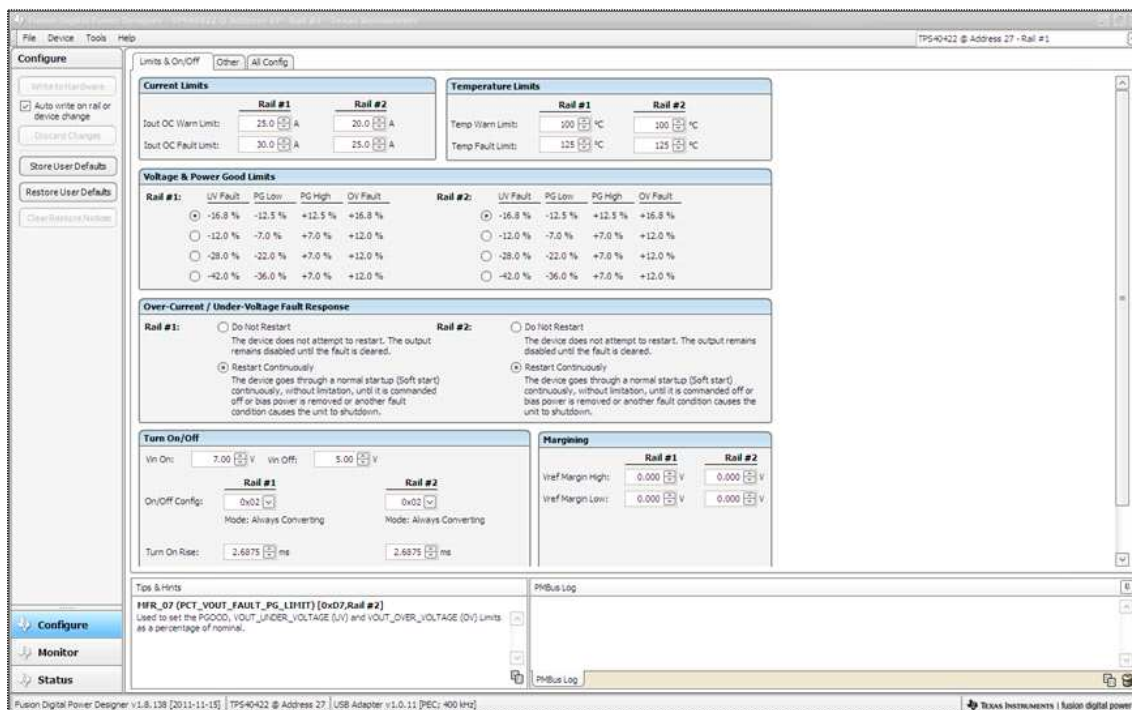 Fusion Digital Power Designer - TPS40422 @ Address 27 - Rail #1 - Texas Instruments
File Device Tools Help
TPS40422 @ Address 27 - Rail #1
Configure
Write to Hardware
Auto write on rail or
device change
Discard Changes
Store User Defaults
Restore User Defaults
Clear Restore Notices
Limits & On/Off Other All Config
Current Limits
Rail #1 Rail #2
Iout OC Warn Limit: 25.0 A 20.0 A
Iout OC Fault Limit: 30.0 A 25.0 A
Temperature Limits
Rail #1 Rail #2
Temp Warn Limit: 100 °C 100 °C
Temp Fault Limit: 125 °C 125 °C
Voltage & Power Good Limits
Rail #1: UV Fault PG Low PG High OV Fault
-16.8 % -12.5 % +12.5 % +16.8 %
-12.0 % -7.0 % +7.0 % +12.0 %
-28.0 % -22.0 % +7.0 % +12.0 %
-42.0 % -36.0 % +7.0 % +12.0 %
Rail #2: UV Fault PG Low PG High OV Fault
-16.8 % -12.5 % +12.5 % +16.8 %
-12.0 % -7.0 % +7.0 % +12.0 %
-28.0 % -22.0 % +7.0 % +12.0 %
-42.0 % -36.0 % +7.0 % +12.0 %
Over-Current / Under-Voltage Fault Response
Rail #1: Do Not Restart
The device does not attempt to restart. The output
remains disabled until the fault is cleared.
Restart Continuously
The device goes through a normal startup (Soft start)
continuously, without limitation, until it is commanded
off or bias power is removed or another fault
condition causes the unit to shutdown.
Rail #2: Do Not Restart
The device does not attempt to restart. The output remains
disabled until the fault is cleared.
Restart Continuously
The device goes through a normal startup (Soft start)
continuously, without limitation, until it is commanded off or
bias power is removed or another fault condition causes the
unit to shutdown.
Turn On/Off
Vin On: 7.00 V Vin Off: 5.00 V
Rail #1 Rail #2
On/Off Config: 0x02 0x02
Mode: Always Converting Mode: Always Converting
Turn On Rise: 2.6875 ms 2.6875 ms
Margining
Rail #1 Rail #2
Vref Margin High: 0.000 V 0.000 V
Vref Margin Low: 0.000 V 0.000 V
Tips & Hints
MFR_07 (PCT_VOUT_FAULT_PG_LIMIT) [0xD7,Rail #2]
Used to set the PGOOD, VOUT_UNDER_VOLTAGE (UV) and VOUT_OVER_VOLTAGE (OV) Limits
as a percentage of nominal.
PMBus Log
PMBus Log
Configure
Monitor
Status
Fusion Digital Power Designer v1.8.138 [2011-11-15] TPS40422 @ Address 27 USB Adapter v1.0.11 [PEC; 400 kHz]
TEXAS INSTRUMENTS | fusion digital power